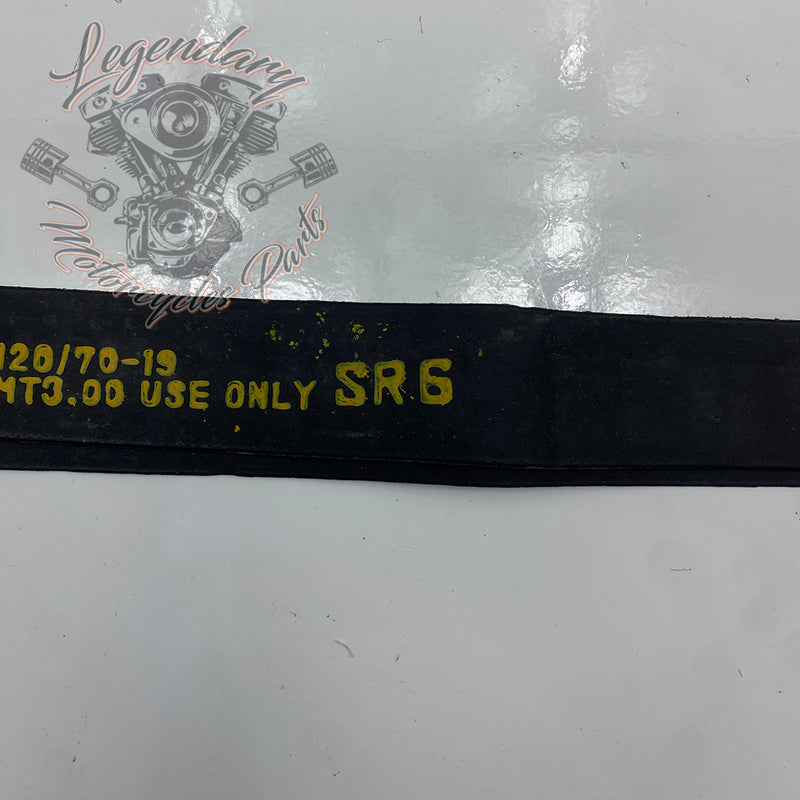 Legendary
Motorcycles Parts
120/70-19
MT3.00 USE ONLY SR6